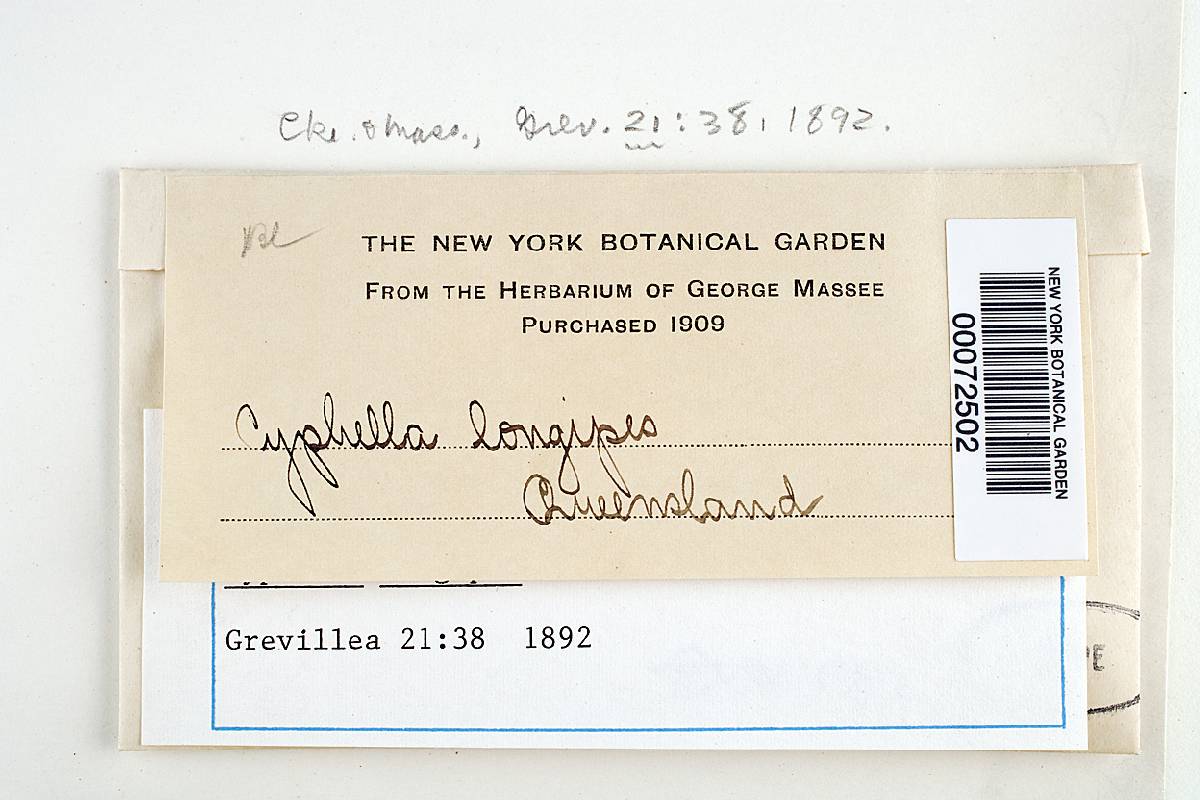 Cke. & Mass., Grev. 21:38, 1892.
THE NEW YORK BOTANICAL GARDEN
FROM THE HERBARIUM OF GEORGE MASSEE
PURCHASED 1909
Cyphella longipes
Queensland
NEW YORK BOTANICAL GARDEN
00072502
Grevillea 21:38 1892